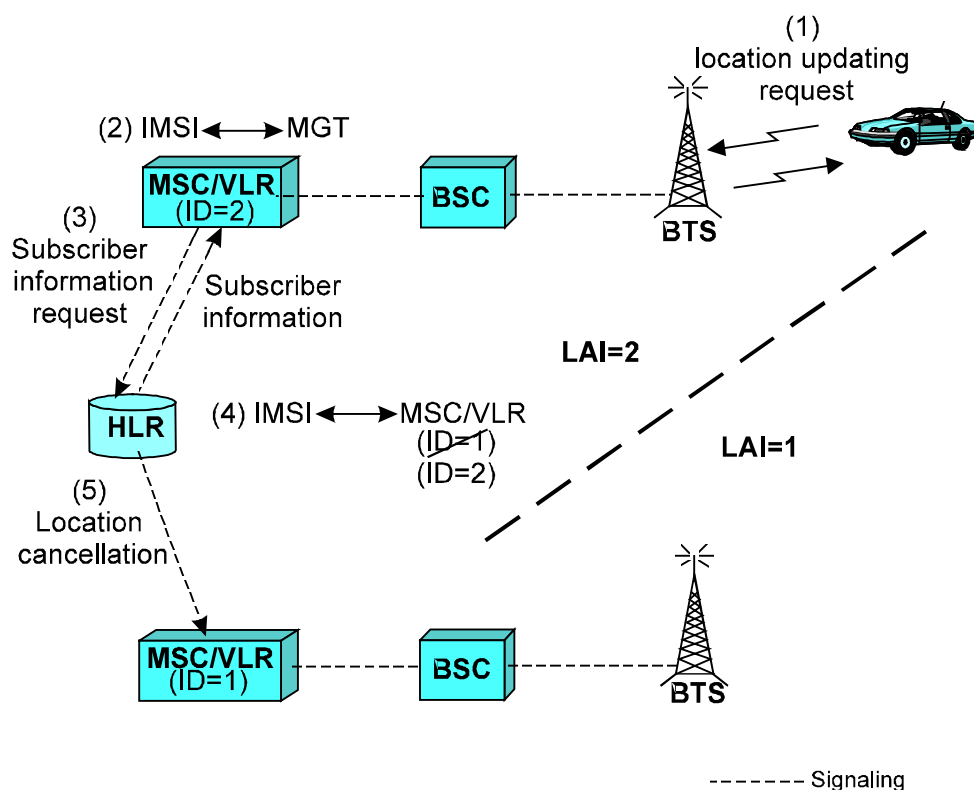 (1)
location updating
request
(2) IMSI MGT
MSC/VLR
(ID=2)
BSC
BTS
(3)
Subscriber
information
request
Subscriber
information
LAI=2
HLR
(4) IMSI MSC/VLR
(ID=1)
(ID=2)
LAI=1
(5)
Location
cancellation
MSC/VLR
(ID=1)
BSC
BTS
Signaling